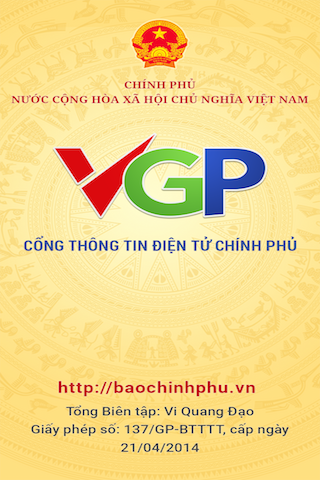 CHÍNH PHỦ
NƯỚC CỘNG HÒA XÃ HỘI CHỦ NGHĨA VIỆT NAM
VGP
CỔNG THÔNG TIN ĐIỆN TỬ CHÍNH PHỦ
http://baochinhphu.vn
Tổng Biên tập: Vi Quang Đạo
Giấy phép số: 137/GP-BTTTT, cấp ngày
21/04/2014